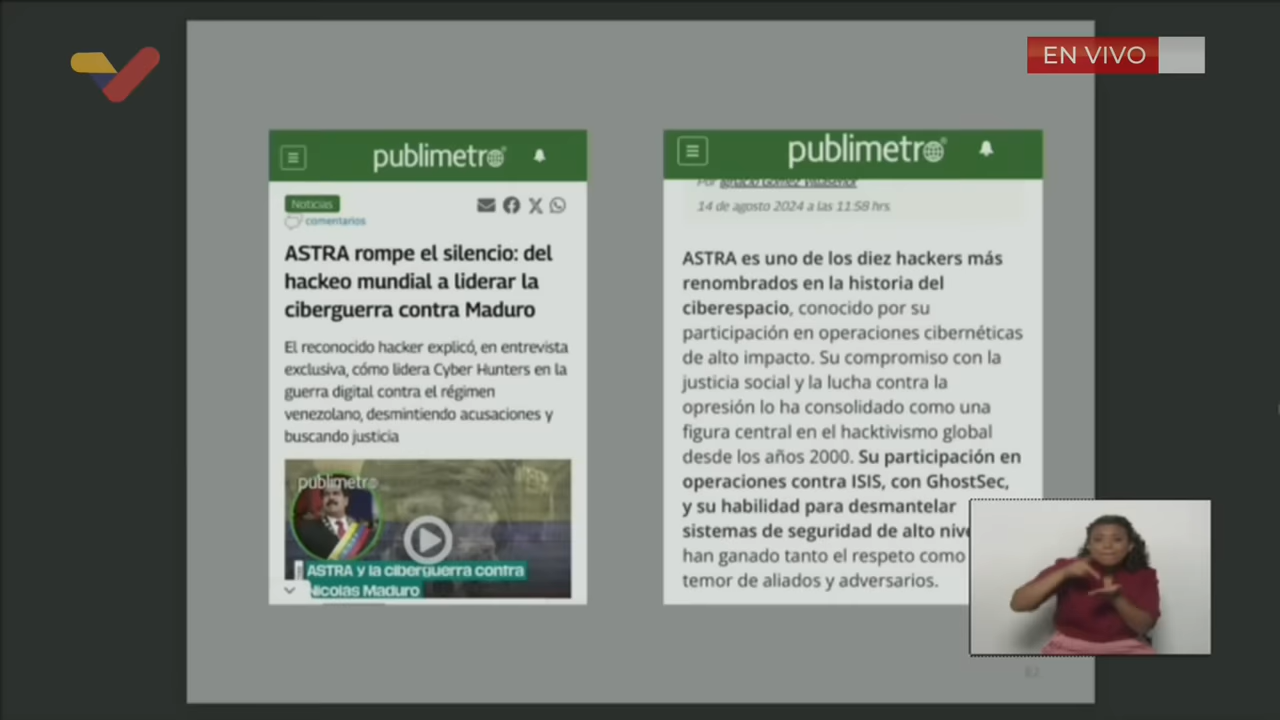 EN VIVO
publimetro
Noticias
comentarios
ASTRA rompe el silencio: del
hackeo mundial a liderar la
ciberguerra contra Maduro
El reconocido hacker explicó, en entrevista
exclusiva, cómo lidera Cyber Hunters en la
guerra digital contra el régimen
venezolano, desmintiendo acusaciones y
buscando justicia
publimetro
ASTRA y la ciberguerra contra
Nicolás Maduro
publimetro
Por Ignacio Gómez Villaseñor
14 de agosto 2024 a las 11:58 hrs
ASTRA es uno de los diez hackers más
renombrados en la historia del
ciberespacio, conocido por su
participación en operaciones cibernéticas
de alto impacto. Su compromiso con la
justicia social y la lucha contra la
opresión lo ha consolidado como una
figura central en el hacktivismo global
desde los años 2000. Su participación en
operaciones contra ISIS, con GhostSec,
y su habilidad para desmantelar
sistemas de seguridad de alto
han ganado tanto el respeto como
temor de aliados y adversarios.